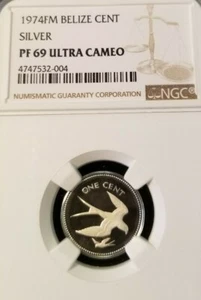 1974FM BELIZE CENT
SILVER
PF 69 ULTRA CAMEO
4747532-004
NUMISMATIC GUARANTY CORPORATION
NGC
ONE CENT